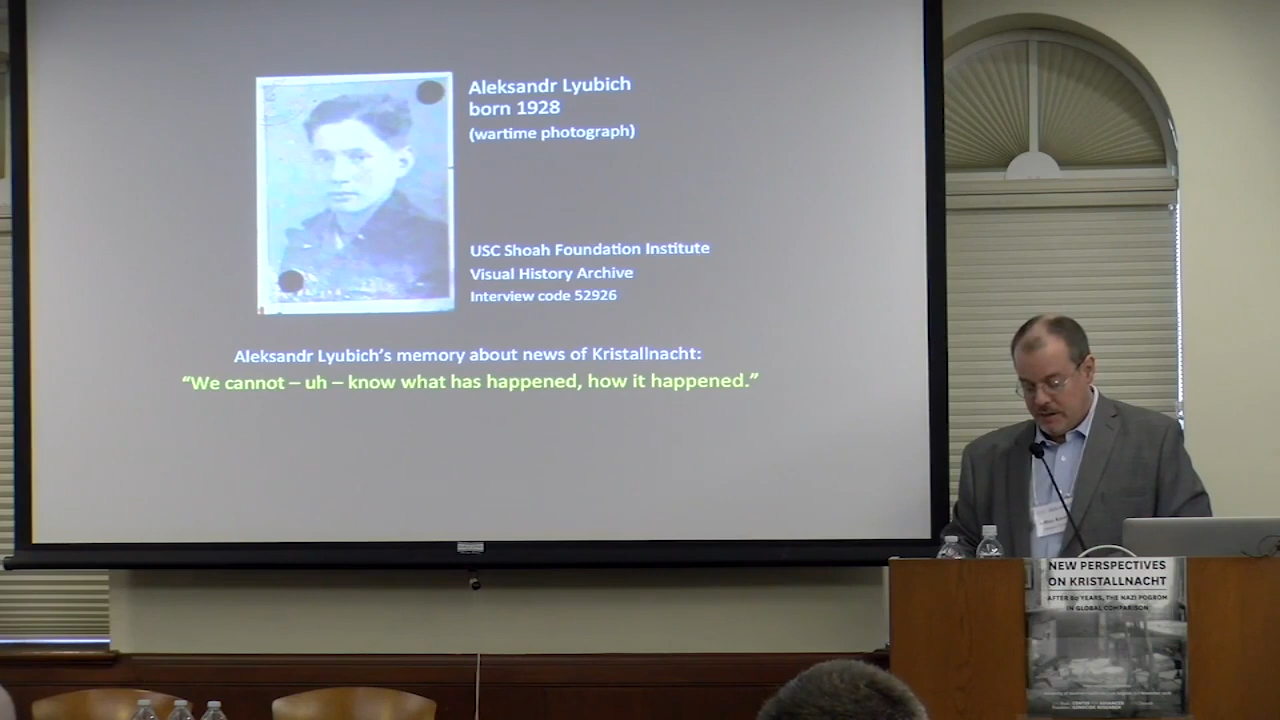 Aleksandr Lyubich
born 1928
(wartime photograph)
USC Shoah Foundation Institute
Visual History Archive
Interview code 52926
Aleksandr Lyubich’s memory about news of Kristallnacht:
“We cannot – uh – know what has happened, how it happened.”
NEW PERSPECTIVES
ON KRISTALLNACHT
AFTER 80 YEARS, THE NAZI POGROM
IN GLOBAL COMPARISON